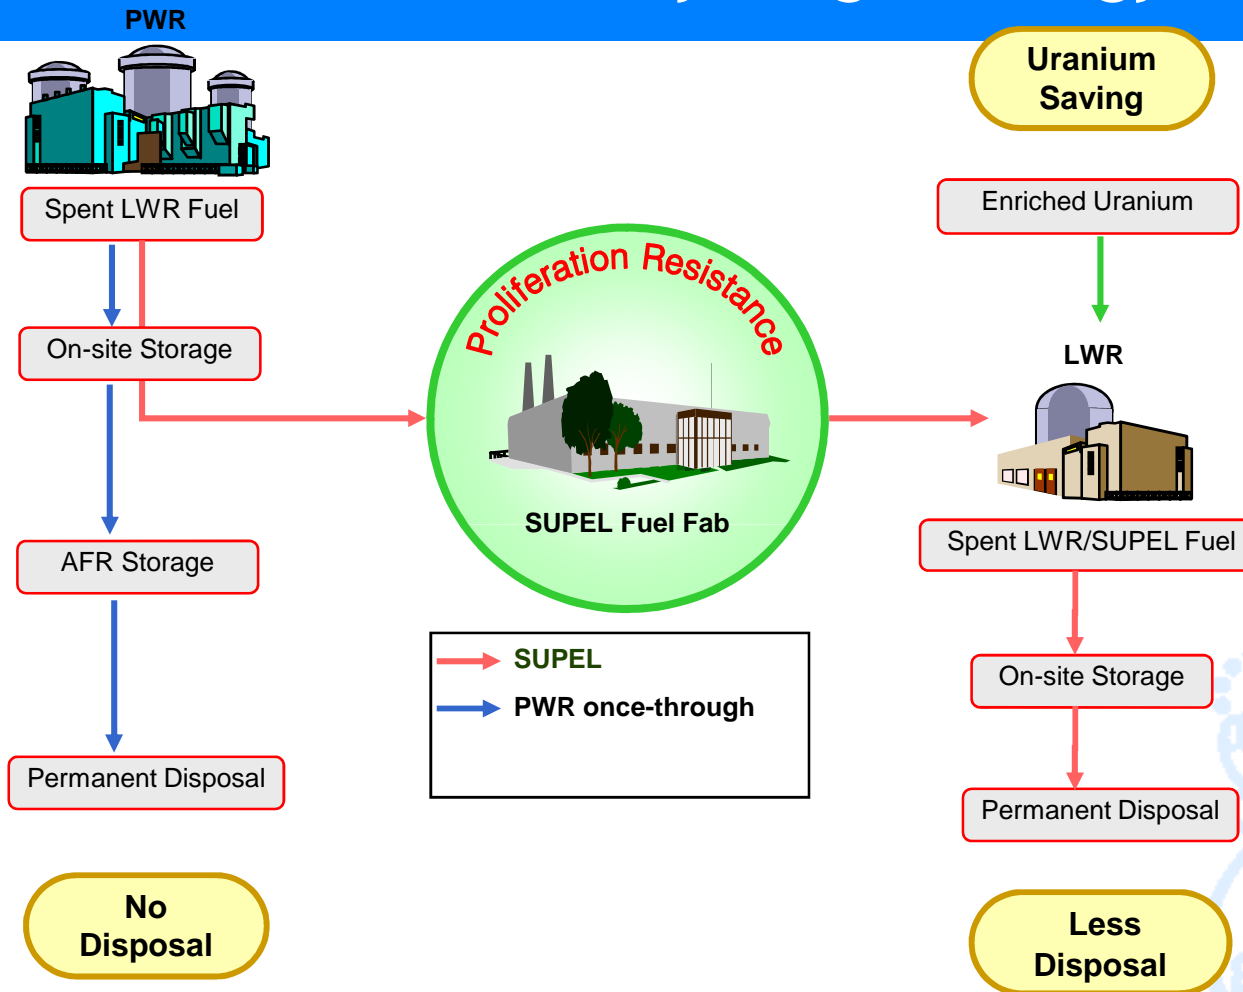 PWR
Uranium
Saving
Spent LWR Fuel
Enriched Uranium
Proliferation Resistance
On-site Storage
LWR
SUPEL Fuel Fab
Spent LWR/SUPEL Fuel
AFR Storage
SUPEL
On-site Storage
PWR once-through
Permanent Disposal
Permanent Disposal
No
Disposal
Less
Disposal